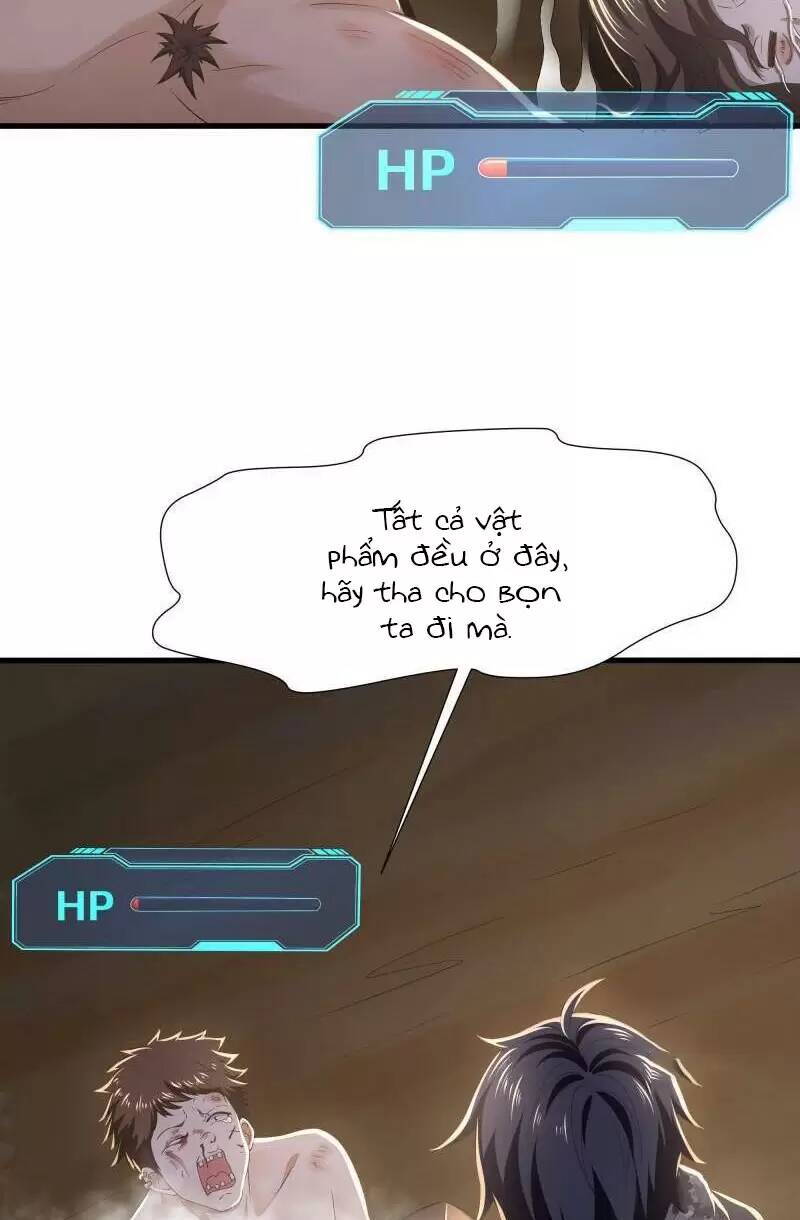 HP
Tất cả vật
phẩm đều ở đây,
hãy tha cho bọn
ta đi mà.
HP